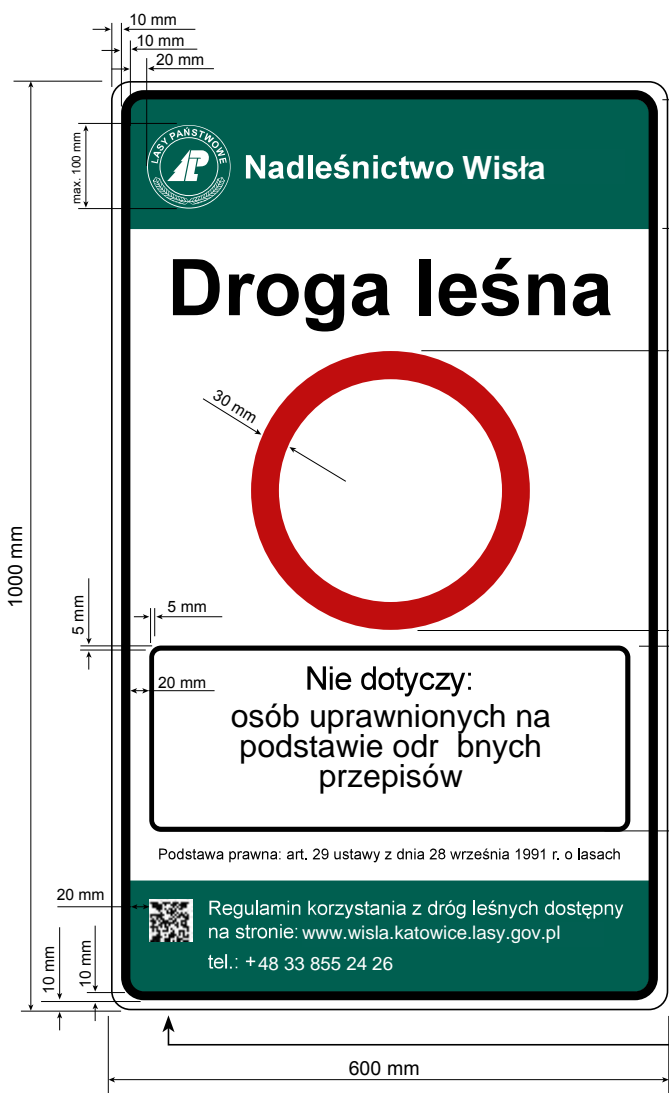 10 mm
10 mm
20 mm
max. 100 mm
LASY PAŃSTWOWE
LP
Nadleśnictwo Wisła
Droga leśna
30 mm
1000 mm
5 mm
5 mm
20 mm
Nie dotyczy:
osób uprawnionych na
podstawie odr bnych
przepisów
Podstawa prawna: art. 29 ustawy z dnia 28 września 1991 r. o lasach
20 mm
Regulamin korzystania z dróg leśnych dostępny
na stronie: www.wisla.katowice.lasy.gov.pl
tel.: +48 33 855 24 26
10 mm
10 mm
600 mm